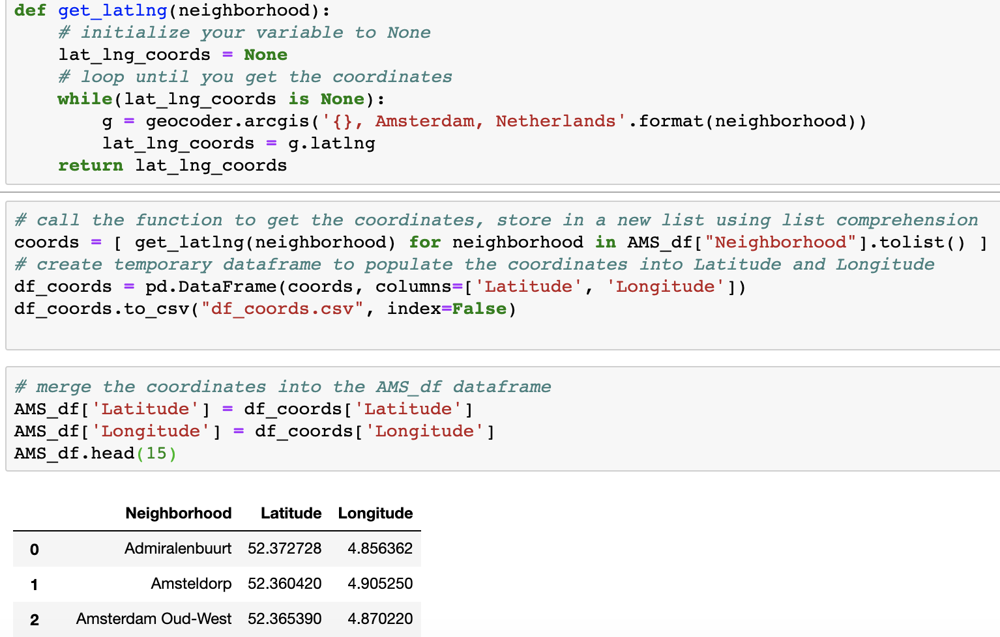 def get_latlng(neighborhood):
    # initialize your variable to None
    lat_lng_coords = None
    # loop until you get the coordinates
    while(lat_lng_coords is None):
        g = geocoder.arcgis('{}, Amsterdam, Netherlands'.format(neighborhood))
        lat_lng_coords = g.latlng
    return lat_lng_coords
# call the function to get the coordinates, store in a new list using list comprehension
coords = [ get_latlng(neighborhood) for neighborhood in AMS_df["Neighborhood"].tolist() ]
# create temporary dataframe to populate the coordinates into Latitude and Longitude
df_coords = pd.DataFrame(coords, columns=['Latitude', 'Longitude'])
df_coords.to_csv("df_coords.csv", index=False)
# merge the coordinates into the AMS_df dataframe
AMS_df['Latitude'] = df_coords['Latitude']
AMS_df['Longitude'] = df_coords['Longitude']
AMS_df.head(15)
Neighborhood Latitude Longitude
0 Admiralenbuurt 52.372728 4.856362
1 Amsteldorp 52.360420 4.905250
2 Amsterdam Oud-West 52.365390 4.870220